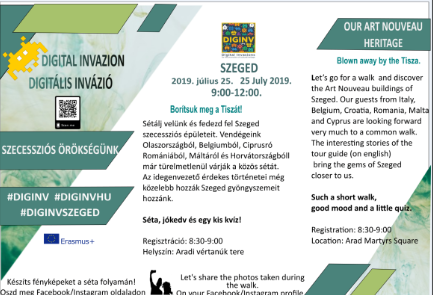 DIGITAL INVAZION
DIGITÁLIS INVÁZIÓ
SZECESSZIÓS ÖRÖKSÉGÜNK
#DIGINV #DIGINVHU
#DIGINVSZEGED
Erasmus+
Készits fényképeket a séta folyamán!
Oszd meg Facebook/Instagram oldaladon
DIGINV
SZEGED
2019. július 25. 25 July 2019.
9:00-12:00.
Borítsuk meg a Tiszát!
Sétálj velünk és fedezd fel Szeged
szecessziós épületeit. Vendégeink
Olaszországból, Belgiumból, Ciprusró
Romániából, Máltáról és Horvátországbóll
már türelmetlenül várják a közös sétát.
Az idegenvezető érdekes történetei még
közelebb hozzák Szeged gyöngyszemeit
hozzánk.
Séta, jókedv és egy kis kvíz!
Regisztráció: 8:30-9:00
Helyszín: Aradi vértanúk tere
Let's share the photos taken during
the walk.
On your Facebook/Instagram profile
OUR ART NOUVEAU
HERITAGE
Blown away by the Tisza.
Let's go for a walk and discover
the Art Nouveau buildings of
Szeged. Our guests from Italy,
Belgium, Croatia, Romania, Malta
and Cyprus are looking forward
very much to a common walk.
The interesting stories of the
tour guide (on english)
bring the gems of Szeged
closer to us.
Such a short walk,
good mood and a little quiz.
Registration: 8:30-9:00
Location: Arad Martyrs Square